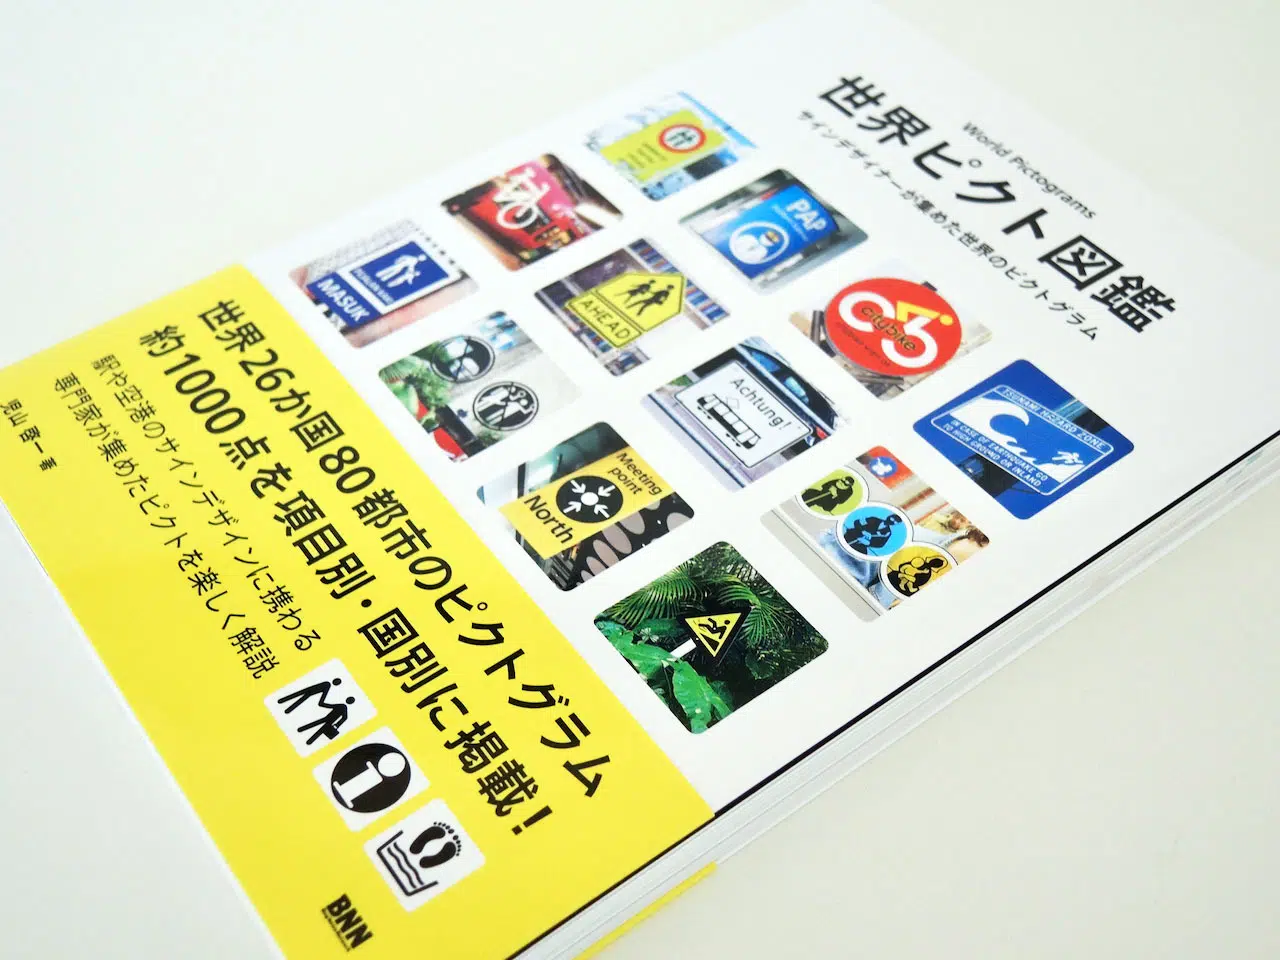 World Pictograms
世界ピクト図鑑
サインデザイナーが集めた世界のピクトグラム
PAP
citybike
MASUK
AHEAD
Achtung!
TSUNAMI HAZARD ZONE
IN CASE OF EARTHQUAKE GO
TO HIGH GROUND OR INLAND
Meeting
point
North
世界26か国80都市のピクトグラム
約1000点を項目別・国別に掲載!
駅や空港のサインデザインに携わる
専門家が集めたピクトを楽しく解説
児山 啓一 著
BNN